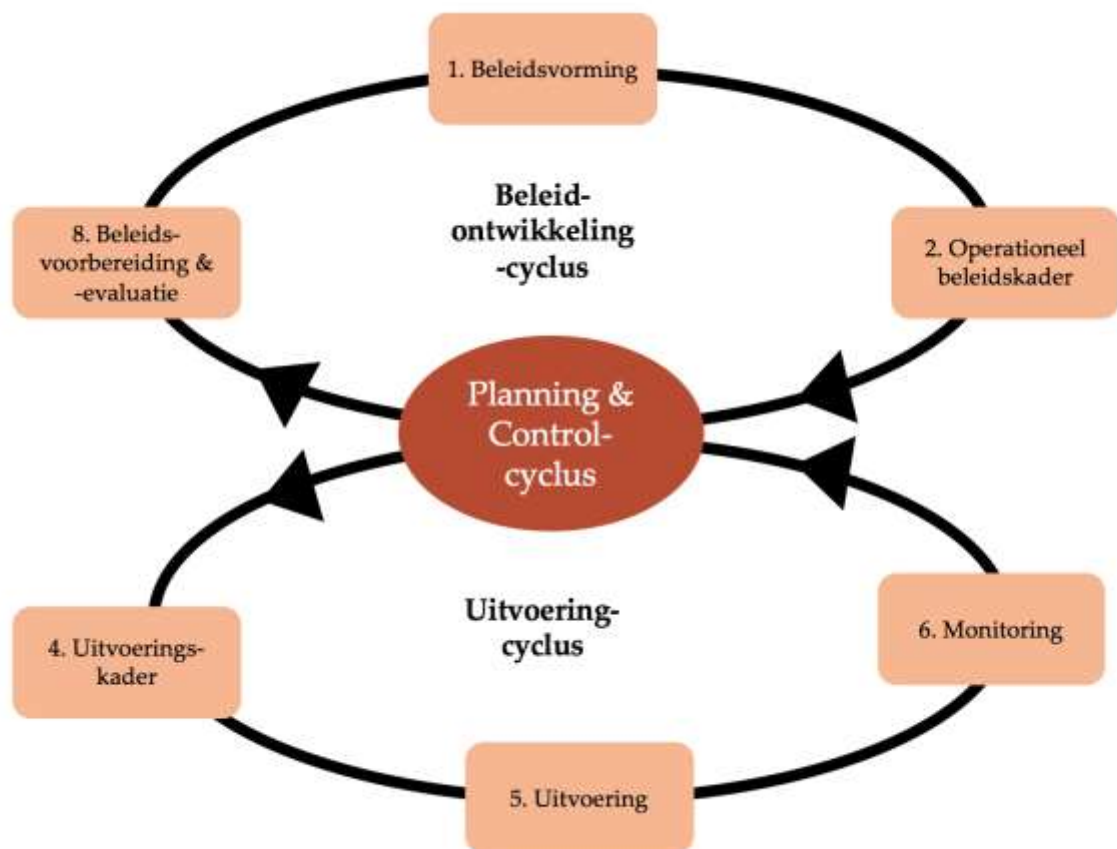 1. Beleidsvorming
Beleid-
ontwikkeling
-cyclus
8. Beleids-
voorbereiding &
-evaluatie
2. Operationeel
beleidskader
Planning &
Control-
cyclus
Uitvoering-
cyclus
4. Uitvoerings-
kader
6. Monitoring
5. Uitvoering